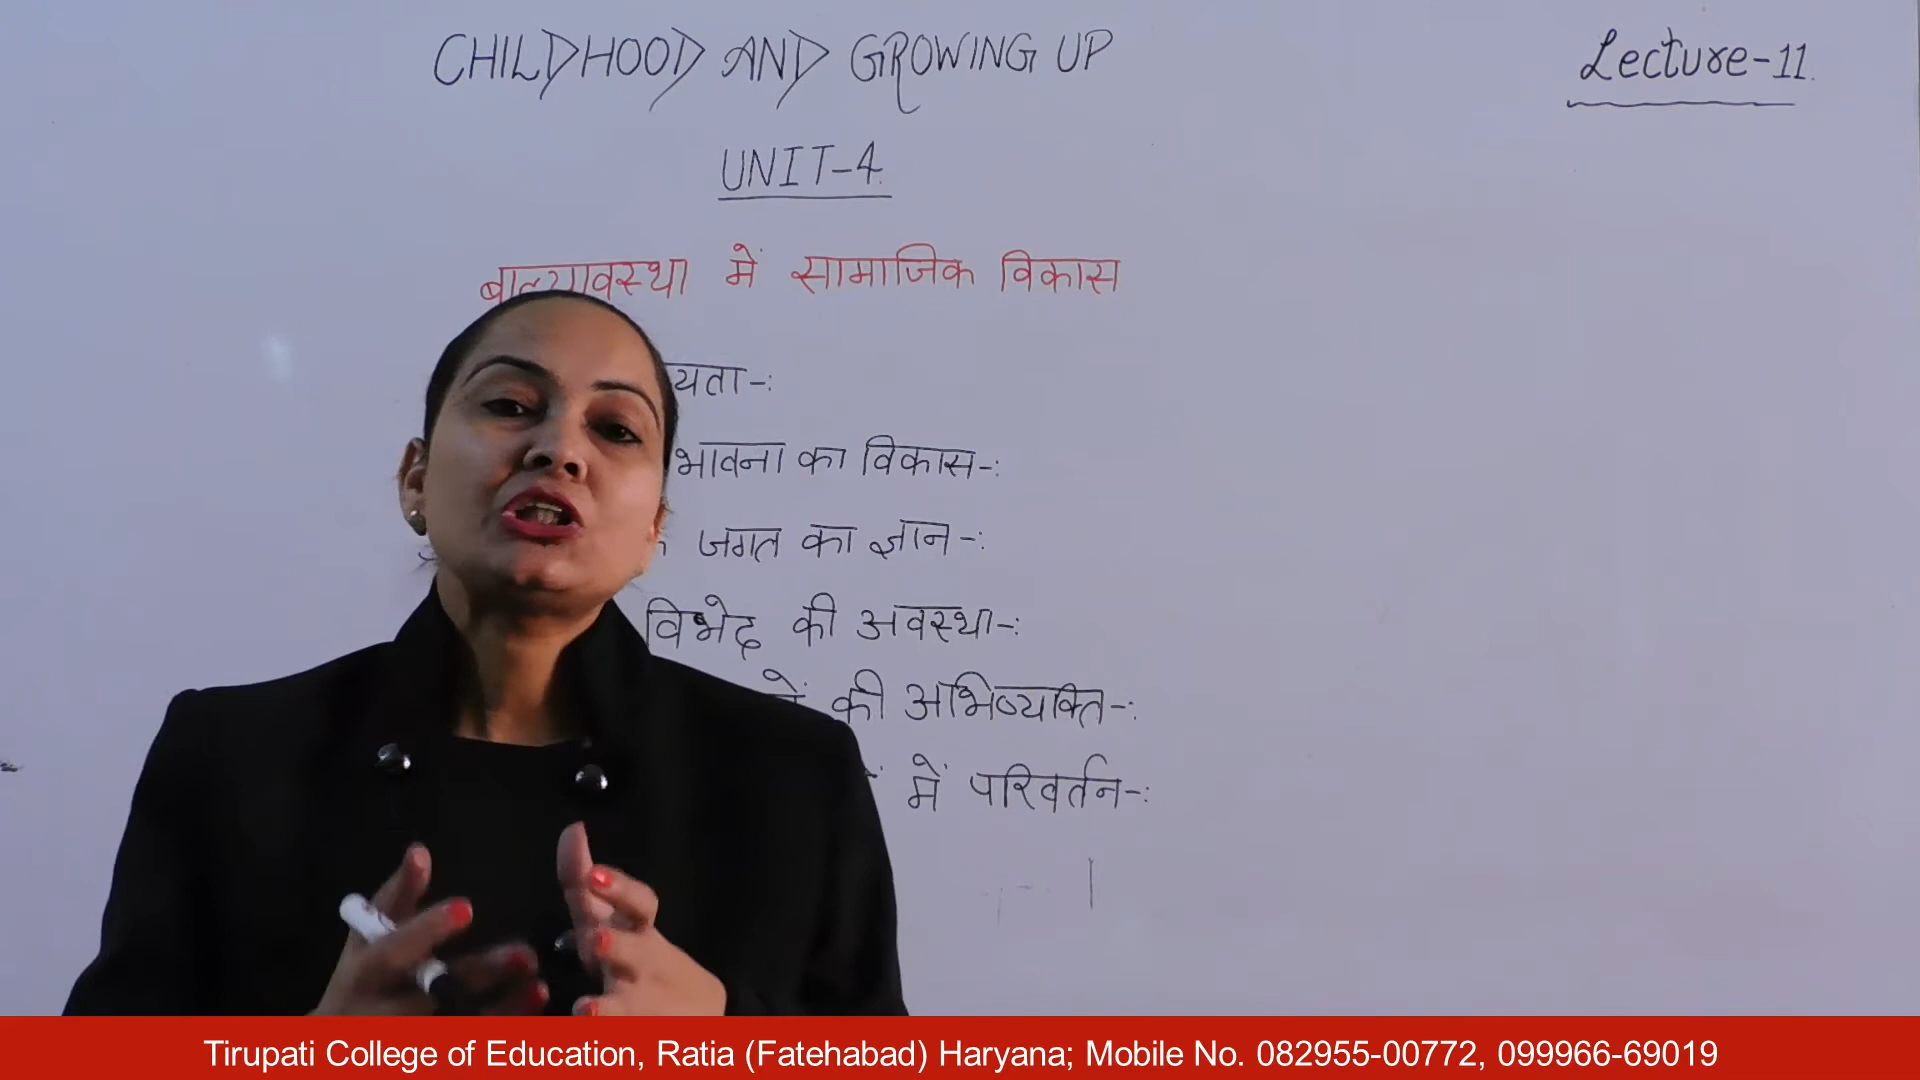 CHILDHOOD AND GROWING UP
Lecture-11.
UNIT-4.
बाल्यावस्था में सामाजिक विकास
यता-:
भावना का विकास-:
जगत का ज्ञान-:
विभेद की अवस्था-:
की अभिव्यक्ति-:
में परिवर्तन-:
Tirupati College of Education, Ratia (Fatehabad) Haryana; Mobile No. 082955-00772, 099966-69019